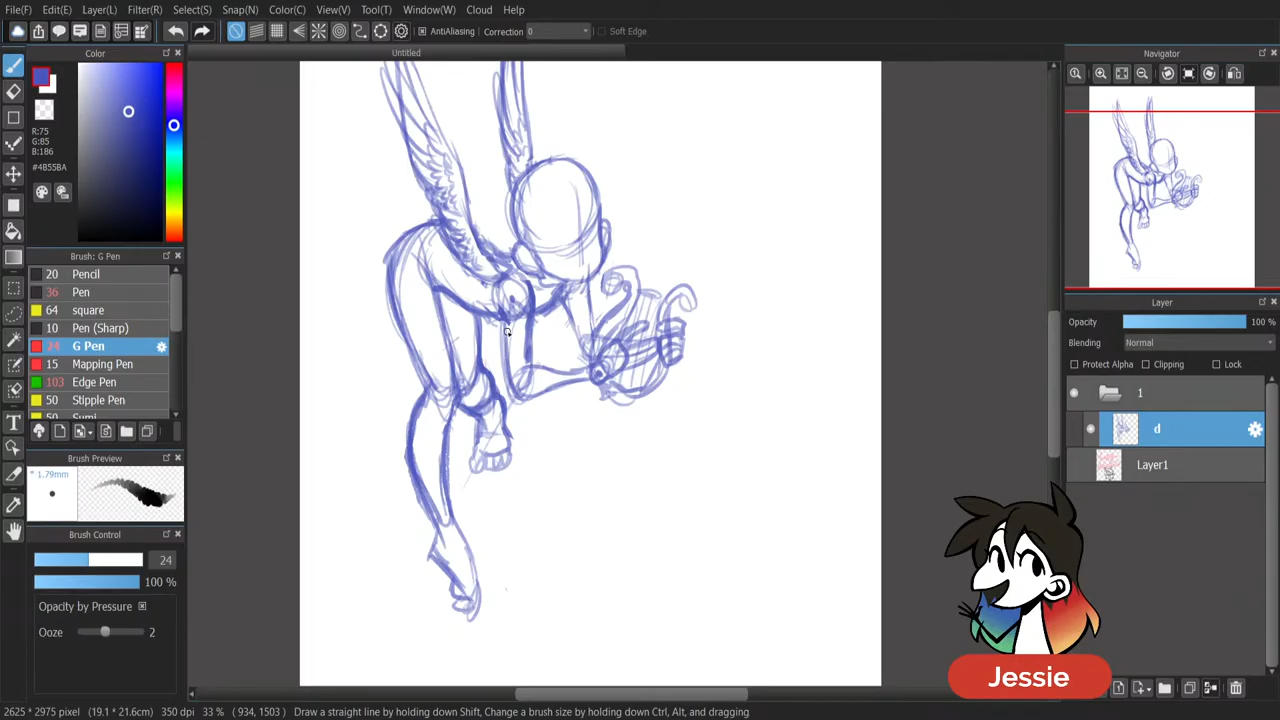 File(F) Edit(E) Layer(L) Filter(R) Select(S) Snap(N) Color(C) View(V) Tool(T) Window(W) Cloud Help
AntiAliasing Correction 0 Soft Edge
Color
Untitled
Navigator
R:75
G:85
B:186
#4B55BA
Brush: G Pen
20 Pencil
36 Pen
64 square
10 Pen (Sharp)
24 G Pen
15 Mapping Pen
103 Edge Pen
50 Stipple Pen
50 Sumi
Brush Preview
* 1.79mm
Brush Control
24
100 %
Opacity by Pressure
Ooze 2
Layer
Opacity 100 %
Blending Normal
Protect Alpha Clipping Lock
1
d
Layer1
Jessie
2625 * 2975 pixel (19.1 * 21.6cm) 350 dpi 33 % ( 934, 1503) Draw a straight line by holding down Shift, Change a brush size by holding down Ctrl, Alt, and dragging